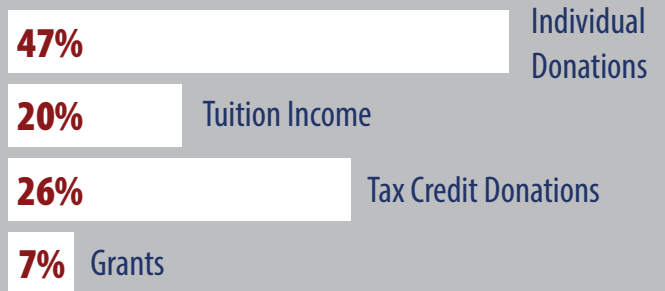 47% Individual
Donations
20% Tuition Income
26% Tax Credit Donations
7% Grants